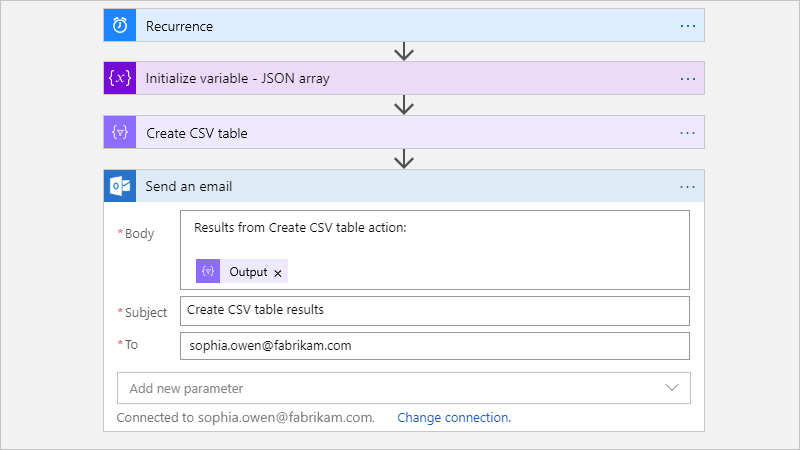 Recurrence ...
{x} Initialize variable - JSON array ...
Create CSV table ...
Send an email ...
* Body
Results from Create CSV table action:
Output ×
* Subject
Create CSV table results
* To
sophia.owen@fabrikam.com
Add new parameter
Connected to sophia.owen@fabrikam.com. Change connection.